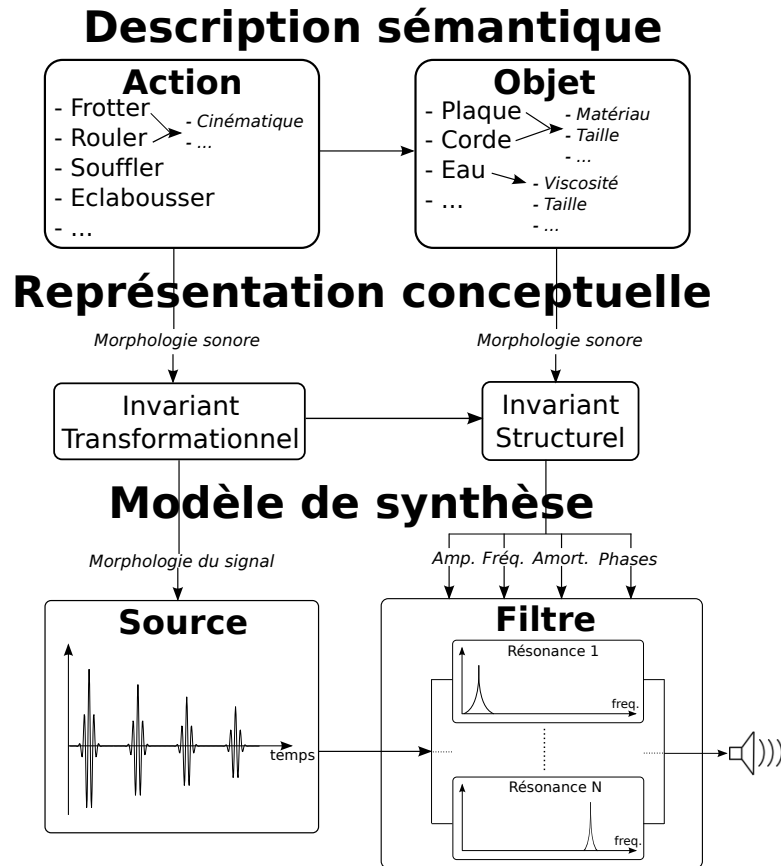 Description sémantique
Action
- Frotter
- Rouler
- Souffler
- Eclabousser
- ...
- Cinématique
- ...
Objet
- Plaque
- Corde
- Eau
- ...
- Matériau
- Taille
- ...
- Viscosité
- Taille
- ...
Représentation conceptuelle
Morphologie sonore
Morphologie sonore
Invariant
Transformationnel
Invariant
Structurel
Modèle de synthèse
Morphologie du signal
Amp.
Fréq.
Amort.
Phases
Source
temps
Filtre
Résonance 1
freq.
Résonance N
freq.